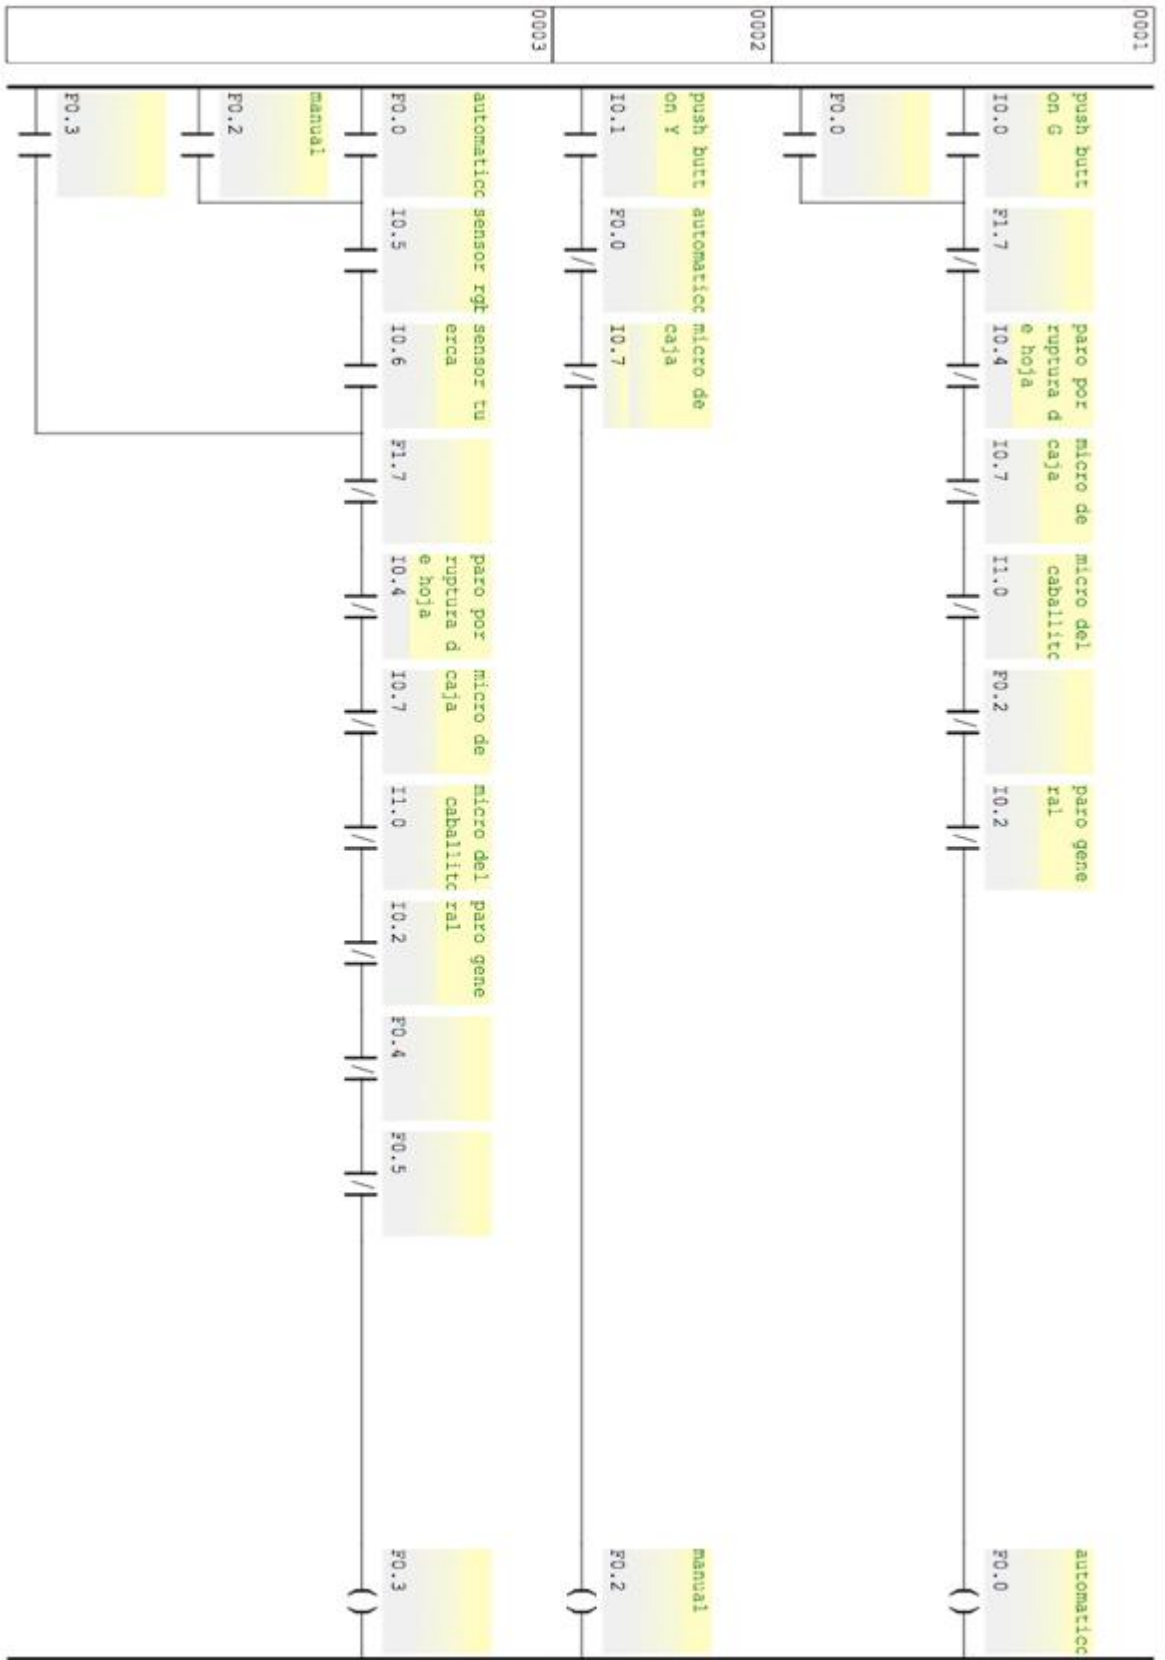 0001
push butt
on G
I0.0
F1.7
paro por
ruptura d
e hoja
I0.4
micro de
caja
I0.7
micro del
caballitc
I1.0
F0.2
paro gene
ral
I0.2
automaticc
F0.0
F0.0
0002
push butt
on Y
I0.1
automaticc
F0.0
micro de
caja
I0.7
manual
F0.2
0003
automaticc
F0.0
sensor rgb
I0.5
sensor tu
erca
I0.6
F1.7
paro por
ruptura d
e hoja
I0.4
micro de
caja
I0.7
micro del
caballitc
I1.0
paro gene
ral
I0.2
F0.4
F0.5
F0.3
manual
F0.2
F0.3